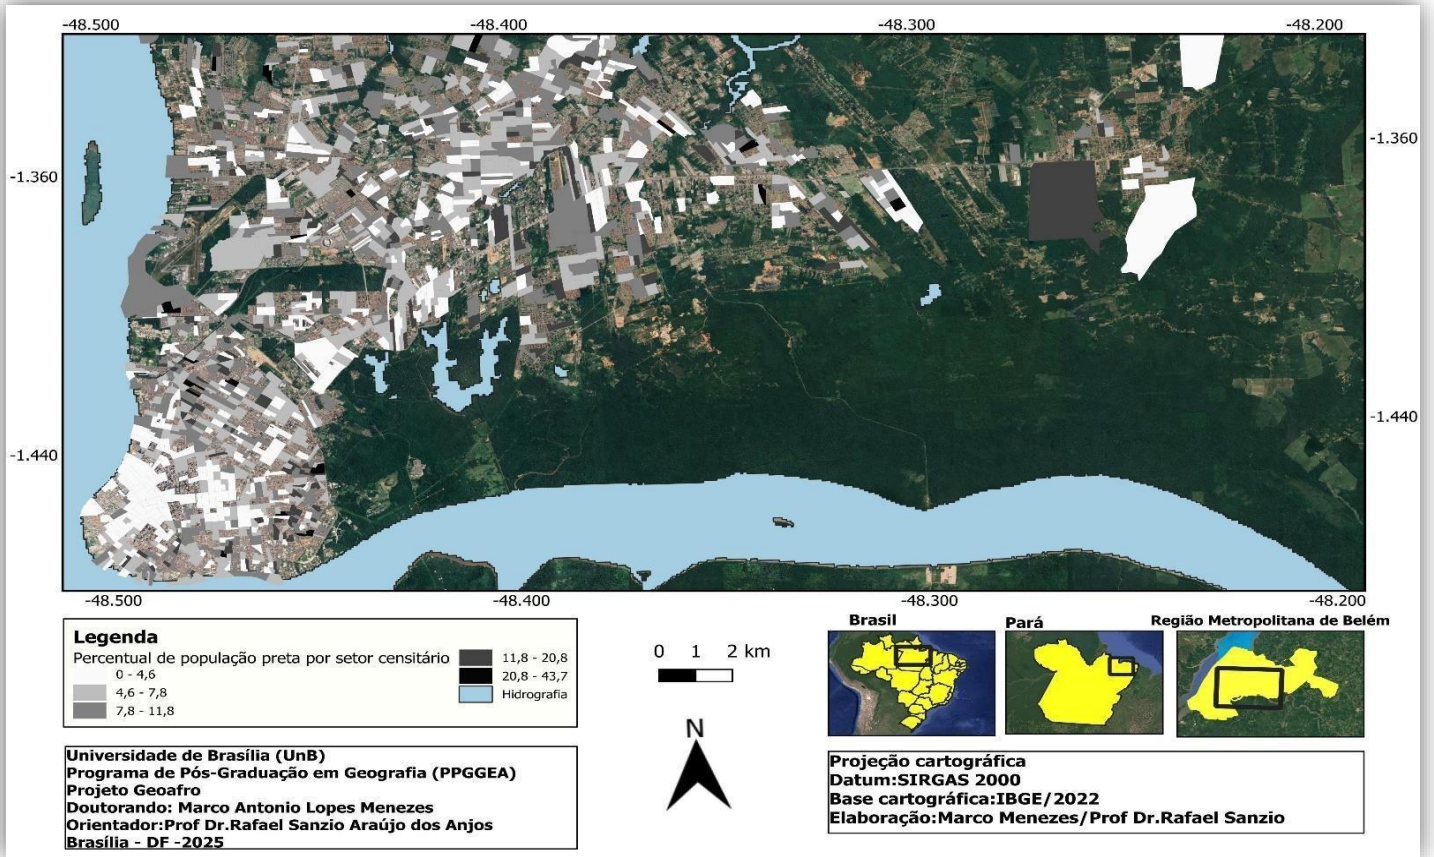 -48.500 -48.400 -48.300 -48.200
-1.360 -1.360
-1.440 -1.440
-48.500 -48.400 -48.300 -48.200
Legenda
Percentual de população preta por setor censitário
0 - 4,6
4,6 - 7,8
7,8 - 11,8
11,8 - 20,8
20,8 - 43,7
Hidrografia
0 1 2 km
N
Brasil
Pará
Região Metropolitana de Belém
Universidade de Brasília (UnB)
Programa de Pós-Graduação em Geografia (PPGGEA)
Projeto Geoafro
Doutorando: Marco Antonio Lopes Menezes
Orientador:Prof Dr.Rafael Sanzio Araújo dos Anjos
Brasília - DF -2025
Projeção cartográfica
Datum:SIRGAS 2000
Base cartográfica:IBGE/2022
Elaboração:Marco Menezes/Prof Dr.Rafael Sanzio